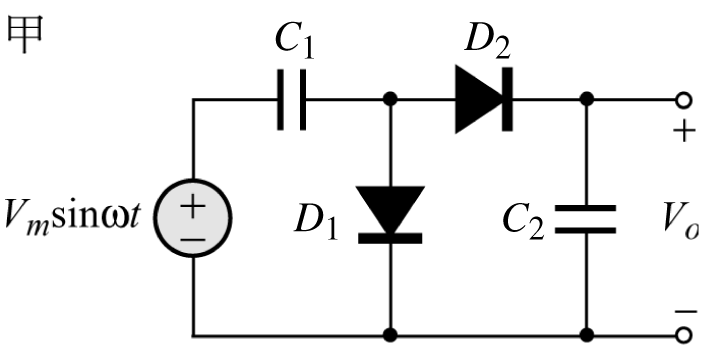 甲
C₁
D₂
+
Vₘsinωt
+
−
D₁
C₂
Vₒ
−